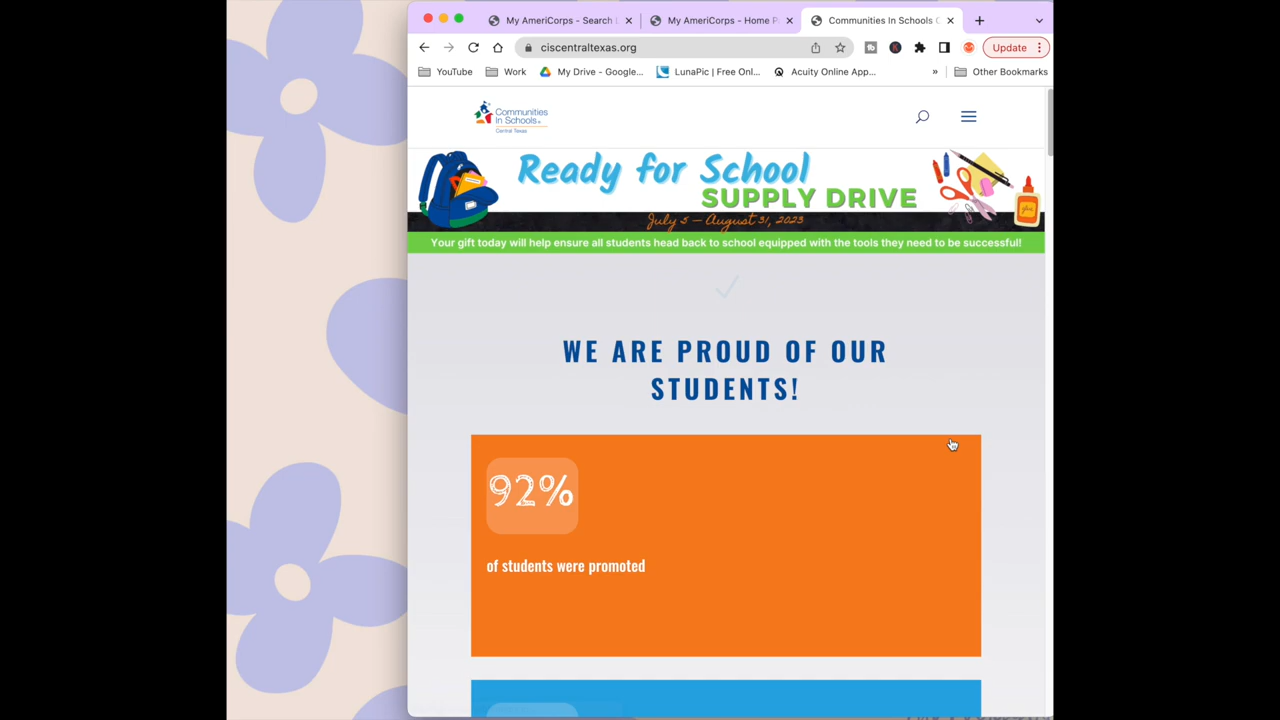 My AmeriCorps - Search L
My AmeriCorps - Home P
Communities In Schools C
ciscentraltexas.org
Update
YouTube
Work
My Drive - Google...
LunaPic | Free Onl...
Acuity Online App...
»
Other Bookmarks
Communities
In Schools
Central Texas
Ready for School
SUPPLY DRIVE
July 5 — August 31, 2023
glue
Your gift today will help ensure all students head back to school equipped with the tools they need to be successful!
WE ARE PROUD OF OUR
STUDENTS!
92%
of students were promoted